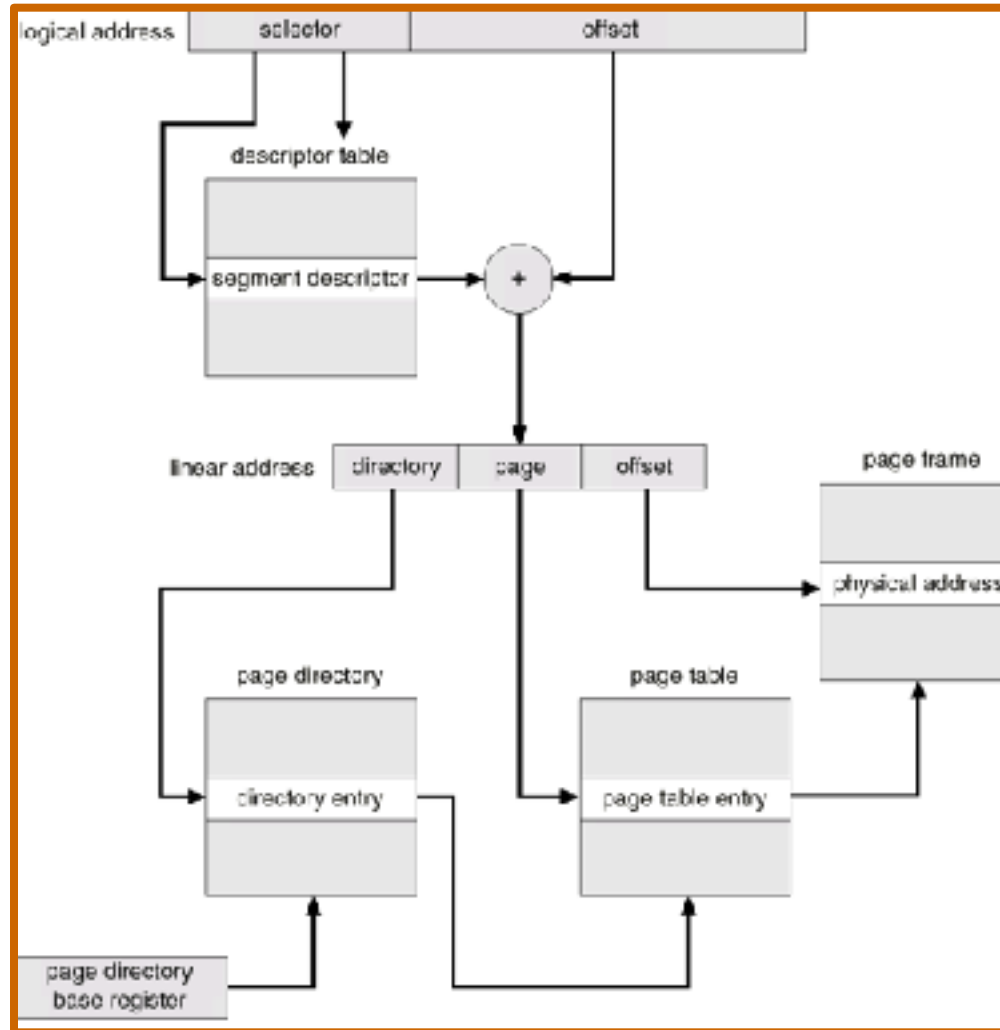 logical address
selector
offset
descriptor table
segment descriptor
+
linear address
directory
page
offset
page frame
physical address
page directory
page table
directory entry
page table entry
page directory
base register